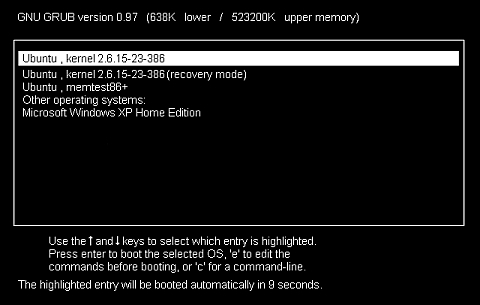 GNU GRUB version 0.97 (638K lower / 523200K upper memory)
Ubuntu , kernel 2.6.15-23-386
Ubuntu , kernel 2.6.15-23-386 (recovery mode)
Ubuntu , memtest86+
Other operating systems:
Microsoft Windows XP Home Edition
Use the ↑ and ↓ keys to select which entry is highlighted.
Press enter to boot the selected OS, 'e' to edit the
commands before booting, or 'c' for a command-line.
The highlighted entry will be booted automatically in 9 seconds.